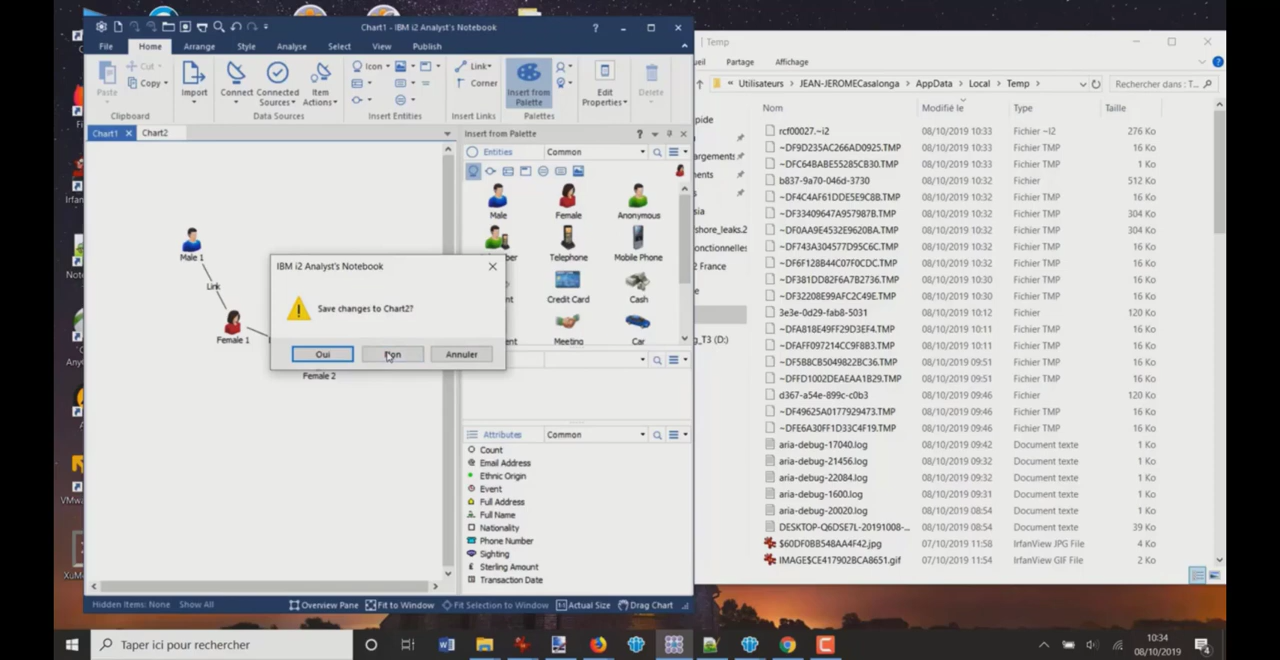 Chart1 - IBM i2 Analyst's Notebook
File Home Arrange Style Analyse Select View Publish
Paste
Cut
Copy
Clipboard
Import
Connect
Connected Sources
Item Actions
Data Sources
Icon
Insert Entities
Link
Corner
Insert Links
Insert from Palette
Palettes
Edit Properties
Delete
Chart1 Chart2
Insert from Palette
Entities Common
Male Female Anonymous
Telephone Mobile Phone
Credit Card Cash
Meeting Car
Male 1
Link
Female 1
Female 2
IBM i2 Analyst's Notebook
Save changes to Chart2?
Oui Annuler
Attributes Common
Count
Email Address
Ethnic Origin
Event
Full Address
Full Name
Nationality
Phone Number
Sighting
Sterling Amount
Transaction Date
Hidden Items: None Show All
Overview Pane Fit to Window Fit Selection to Window Actual Size Drag Chart
Temp
Partage Affichage
« Utilisateurs > JEAN-JEROMECasalonga > AppData > Local > Temp >
Rechercher dans : T...
Nom Modifié le Type Taille
rcf00027.~i2 08/10/2019 10:33 Fichier ~I2 276 Ko
~DF9D235AC266AD0925.TMP 08/10/2019 10:33 Fichier TMP 16 Ko
~DFC64BABE55285CB30.TMP 08/10/2019 10:33 Fichier TMP 1 Ko
b837-9a70-046d-3730 08/10/2019 10:32 Fichier 512 Ko
~DF4C4AF61DDE5E9C8B.TMP 08/10/2019 10:32 Fichier TMP 16 Ko
~DF33409647A957987B.TMP 08/10/2019 10:32 Fichier TMP 304 Ko
~DF0AA9E4532E9620BA.TMP 08/10/2019 10:32 Fichier TMP 304 Ko
~DF743A304577D95C6C.TMP 08/10/2019 10:32 Fichier TMP 16 Ko
~DF6F128B44C07F0CDC.TMP 08/10/2019 10:32 Fichier TMP 16 Ko
~DF381DD82F6A7B2736.TMP 08/10/2019 10:30 Fichier TMP 16 Ko
~DF32208E99AFC2C49E.TMP 08/10/2019 10:30 Fichier TMP 16 Ko
3e3e-0d29-fab8-5031 08/10/2019 10:12 Fichier 120 Ko
~DFA818E49FF29D3EF4.TMP 08/10/2019 10:11 Fichier TMP 16 Ko
~DFAFF097214CC9F8B3.TMP 08/10/2019 10:11 Fichier TMP 16 Ko
~DF5B8CB5049822BC36.TMP 08/10/2019 09:51 Fichier TMP 16 Ko
~DFFD1002DEAEAA1B29.TMP 08/10/2019 09:51 Fichier TMP 16 Ko
d367-a54e-899c-c0b3 08/10/2019 09:46 Fichier 120 Ko
~DF49625A0177929473.TMP 08/10/2019 09:46 Fichier TMP 16 Ko
~DFE6A30FF1D33C4F19.TMP 08/10/2019 09:46 Fichier TMP 16 Ko
aria-debug-17040.log 08/10/2019 09:42 Document texte 1 Ko
aria-debug-21456.log 08/10/2019 09:32 Document texte 1 Ko
aria-debug-22084.log 08/10/2019 09:32 Document texte 1 Ko
aria-debug-1600.log 08/10/2019 09:31 Document texte 1 Ko
aria-debug-20020.log 08/10/2019 08:54 Document texte 1 Ko
DESKTOP-Q6DSE7L-20191008-... 08/10/2019 08:54 Document texte 39 Ko
$60DF0BB548AA4F42.jpg 07/10/2019 11:58 IrfanView JPG File 4 Ko
IMAGE$CE417902BCA8651.gif 07/10/2019 11:54 IrfanView GIF File 2 Ko
Taper ici pour rechercher
10:34
08/10/2019